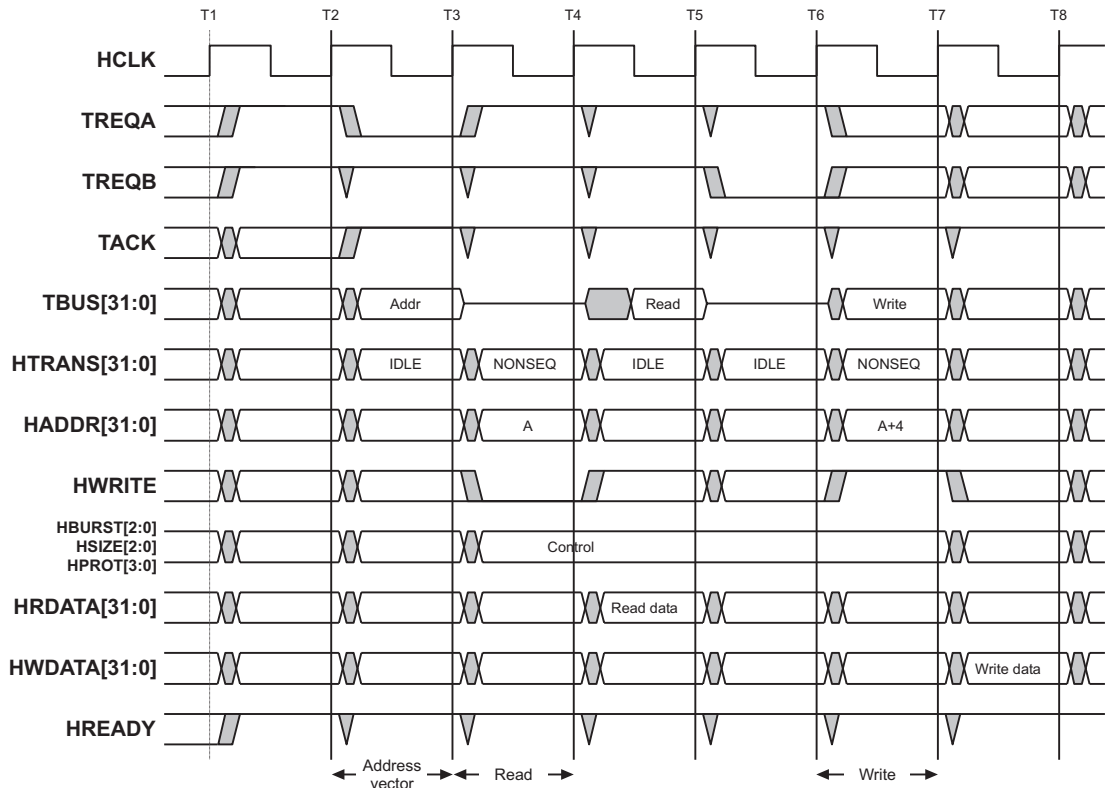 T1 T2 T3 T4 T5 T6 T7 T8
HCLK
TREQA
TREQB
TACK
TBUS[31:0] Addr Read Write
HTRANS[31:0] IDLE NONSEQ IDLE IDLE NONSEQ
HADDR[31:0] A A+4
HWRITE
HBURST[2:0]
HSIZE[2:0] Control
HPROT[3:0]
HRDATA[31:0] Read data
HWDATA[31:0] Write data
HREADY
Address
vector Read Write